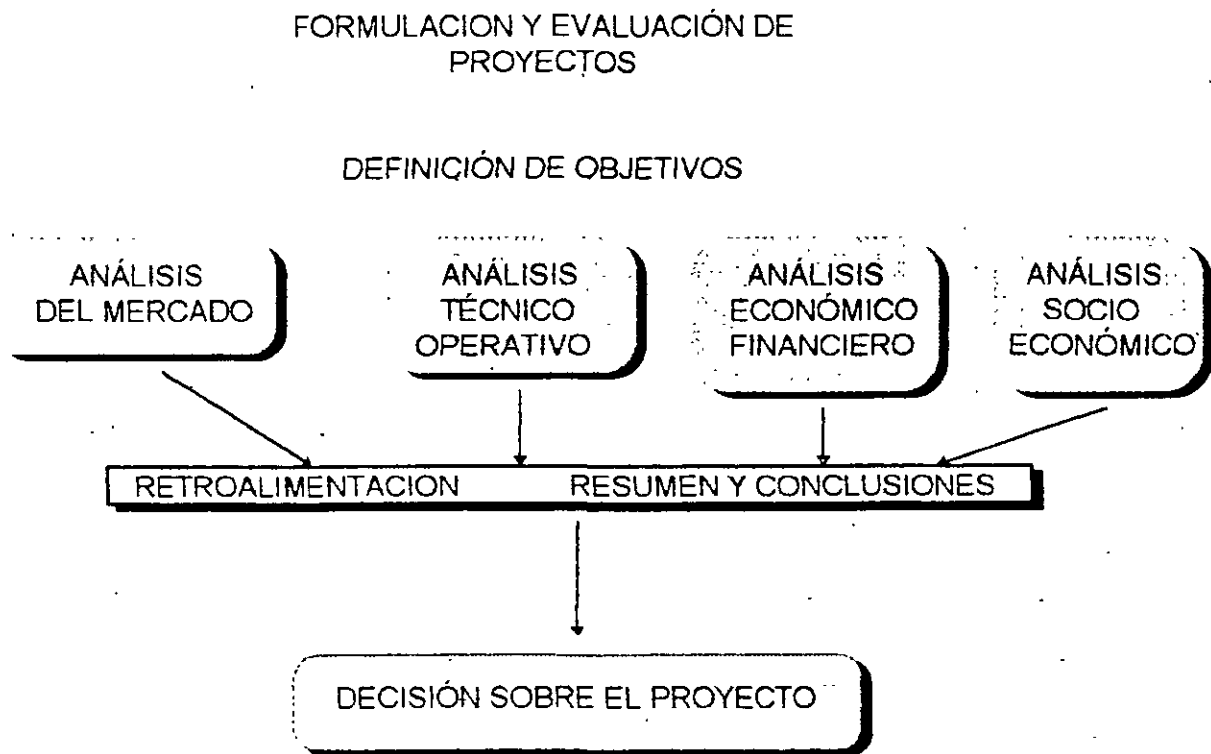 FORMULACION Y EVALUACIÓN DE
PROYECTOS
DEFINICIÓN DE OBJETIVOS
ANÁLISIS
DEL MERCADO
ANÁLISIS
TÉCNICO
OPERATIVO
ANÁLISIS
ECONÓMICO
FINANCIERO
ANÁLISIS
SOCIO
ECONÓMICO
RETROALIMENTACION RESUMEN Y CONCLUSIONES
DECISIÓN SOBRE EL PROYECTO